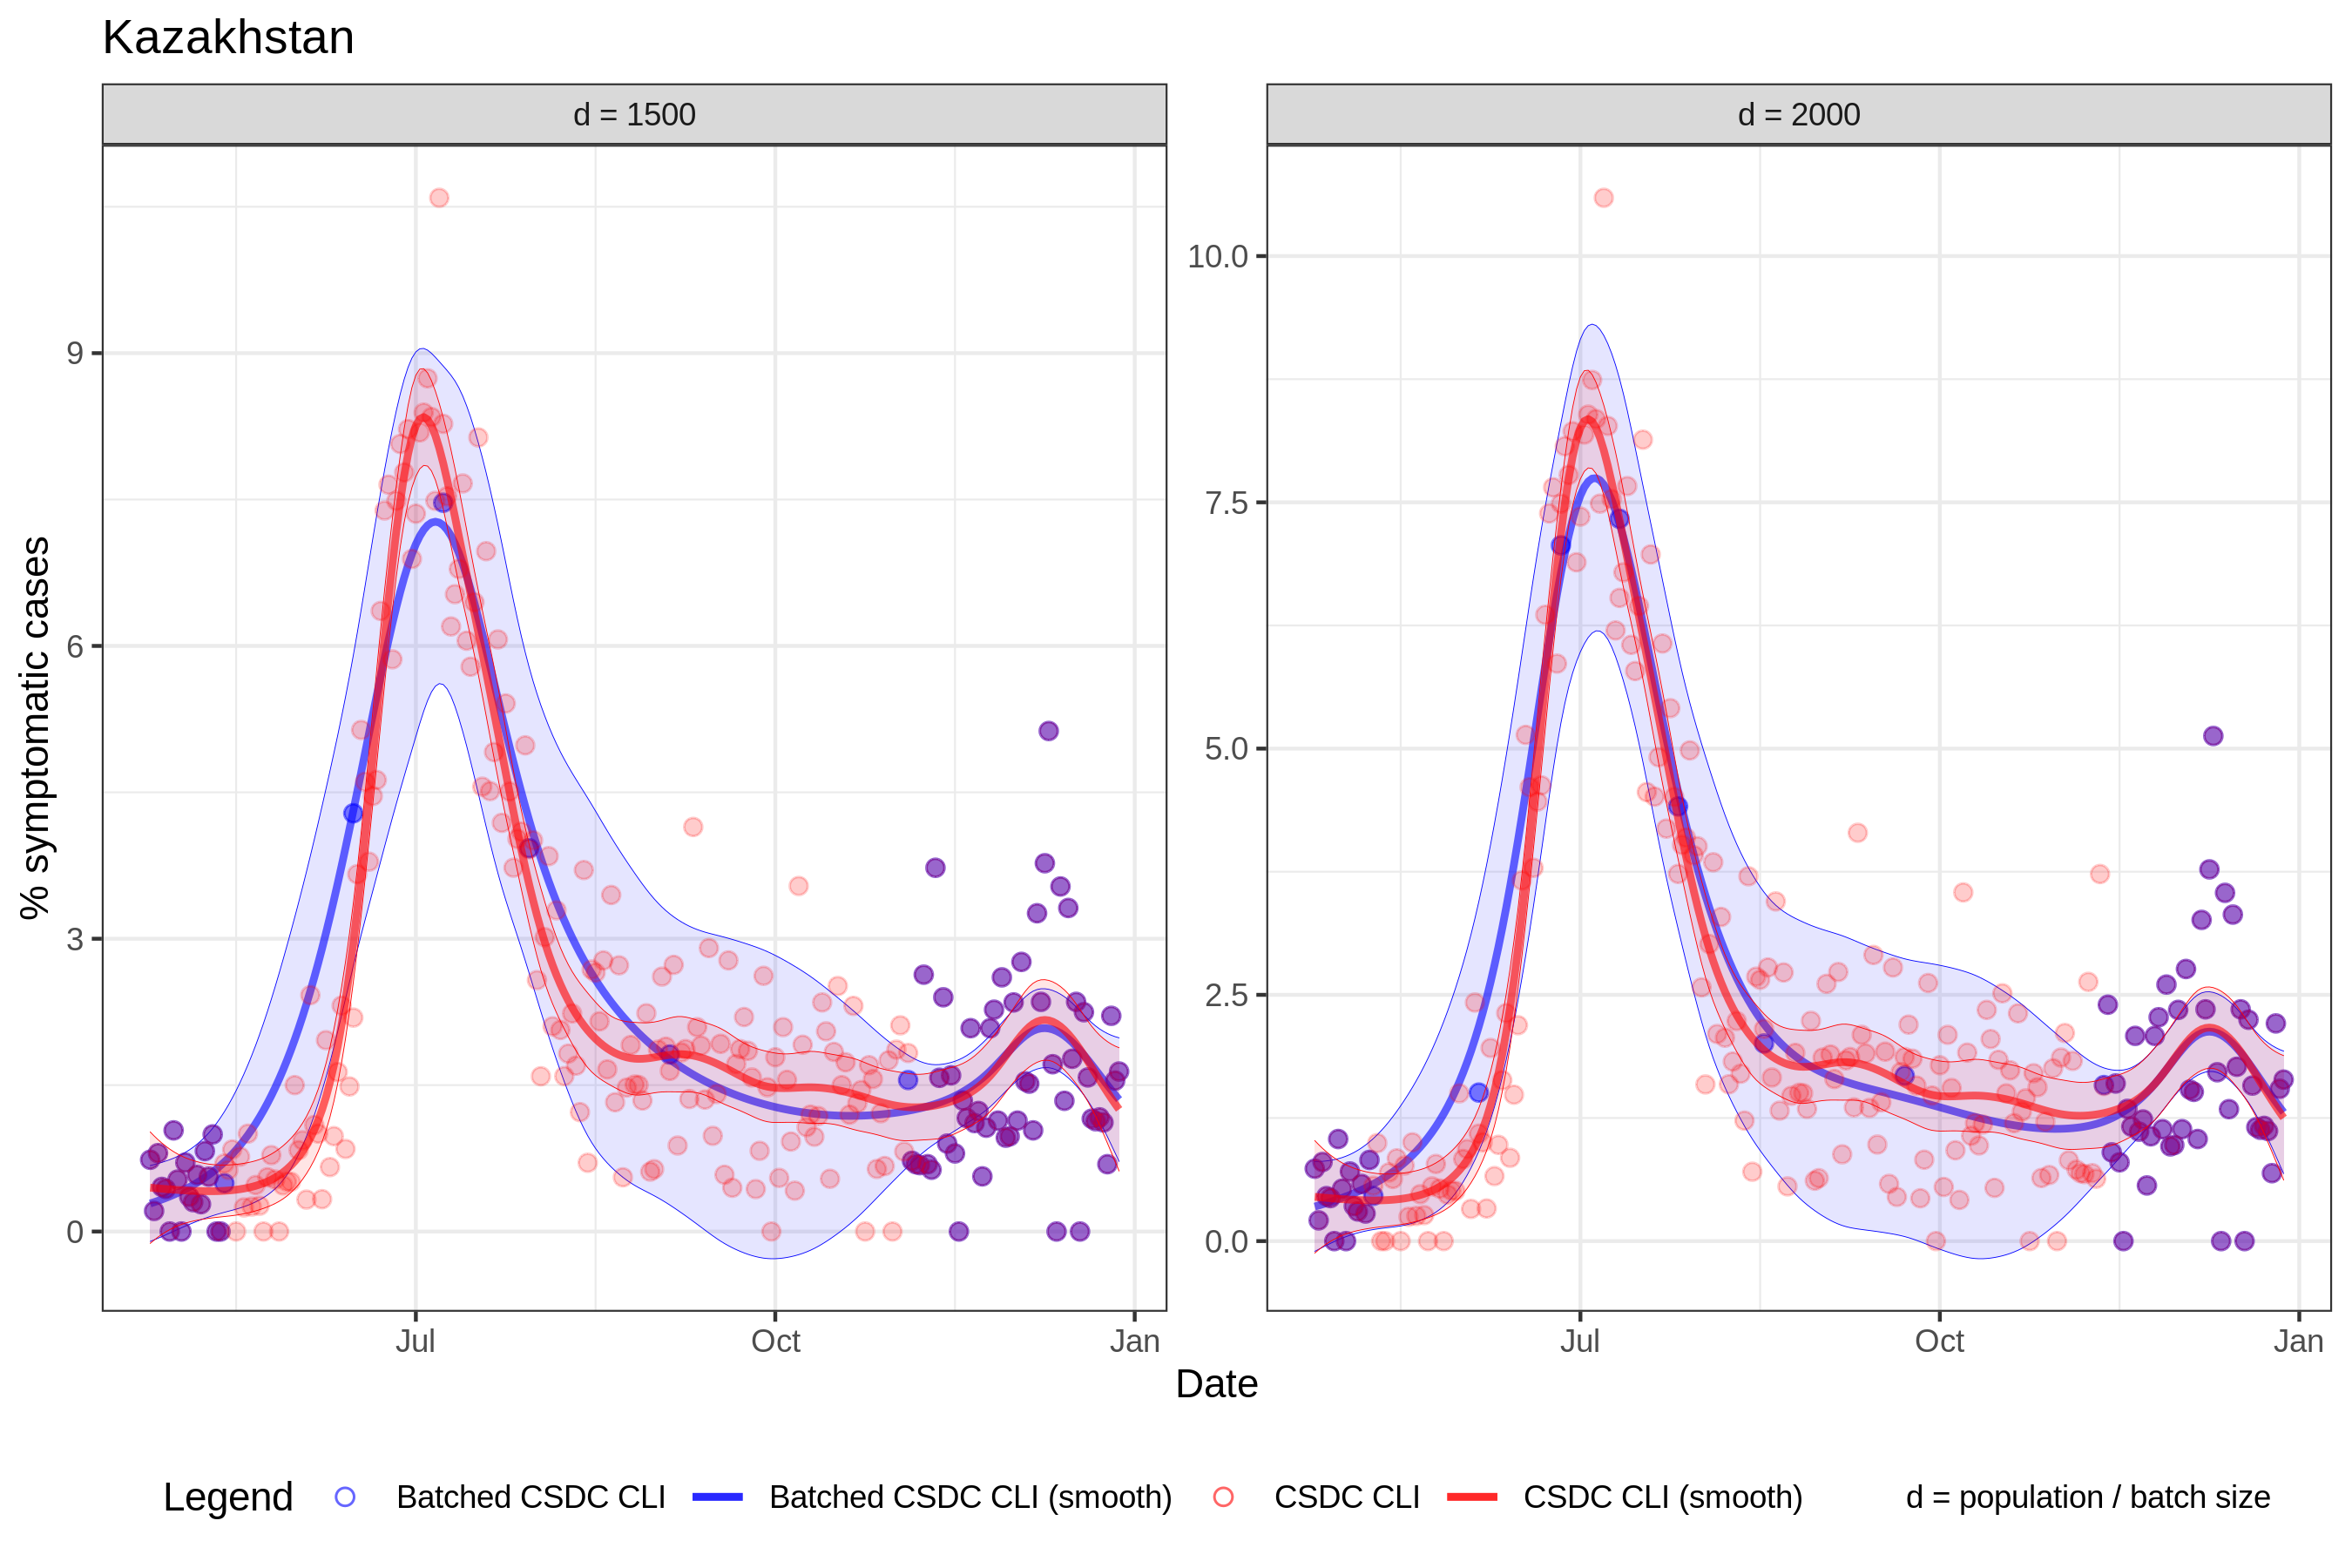 Kazakhstan
d = 1500
d = 2000
% symptomatic cases
9
6
3
0
10.0
7.5
5.0
2.5
0.0
Jul
Oct
Jan
Jul
Oct
Jan
Date
Legend Batched CSDC CLI Batched CSDC CLI (smooth) CSDC CLI CSDC CLI (smooth) d = population / batch size